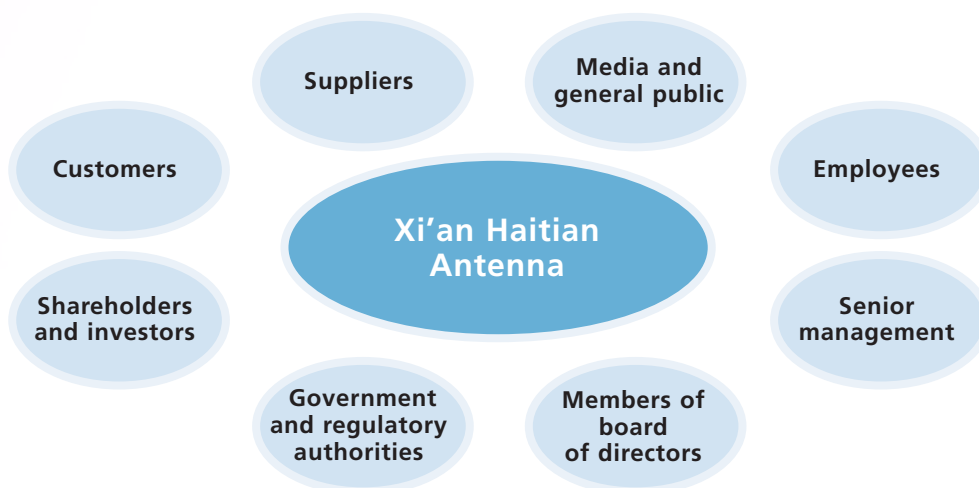 Suppliers
Media and
general public
Customers
Employees
Xi’an Haitian
Antenna
Shareholders
and investors
Senior
management
Government
and regulatory
authorities
Members of
board
of directors